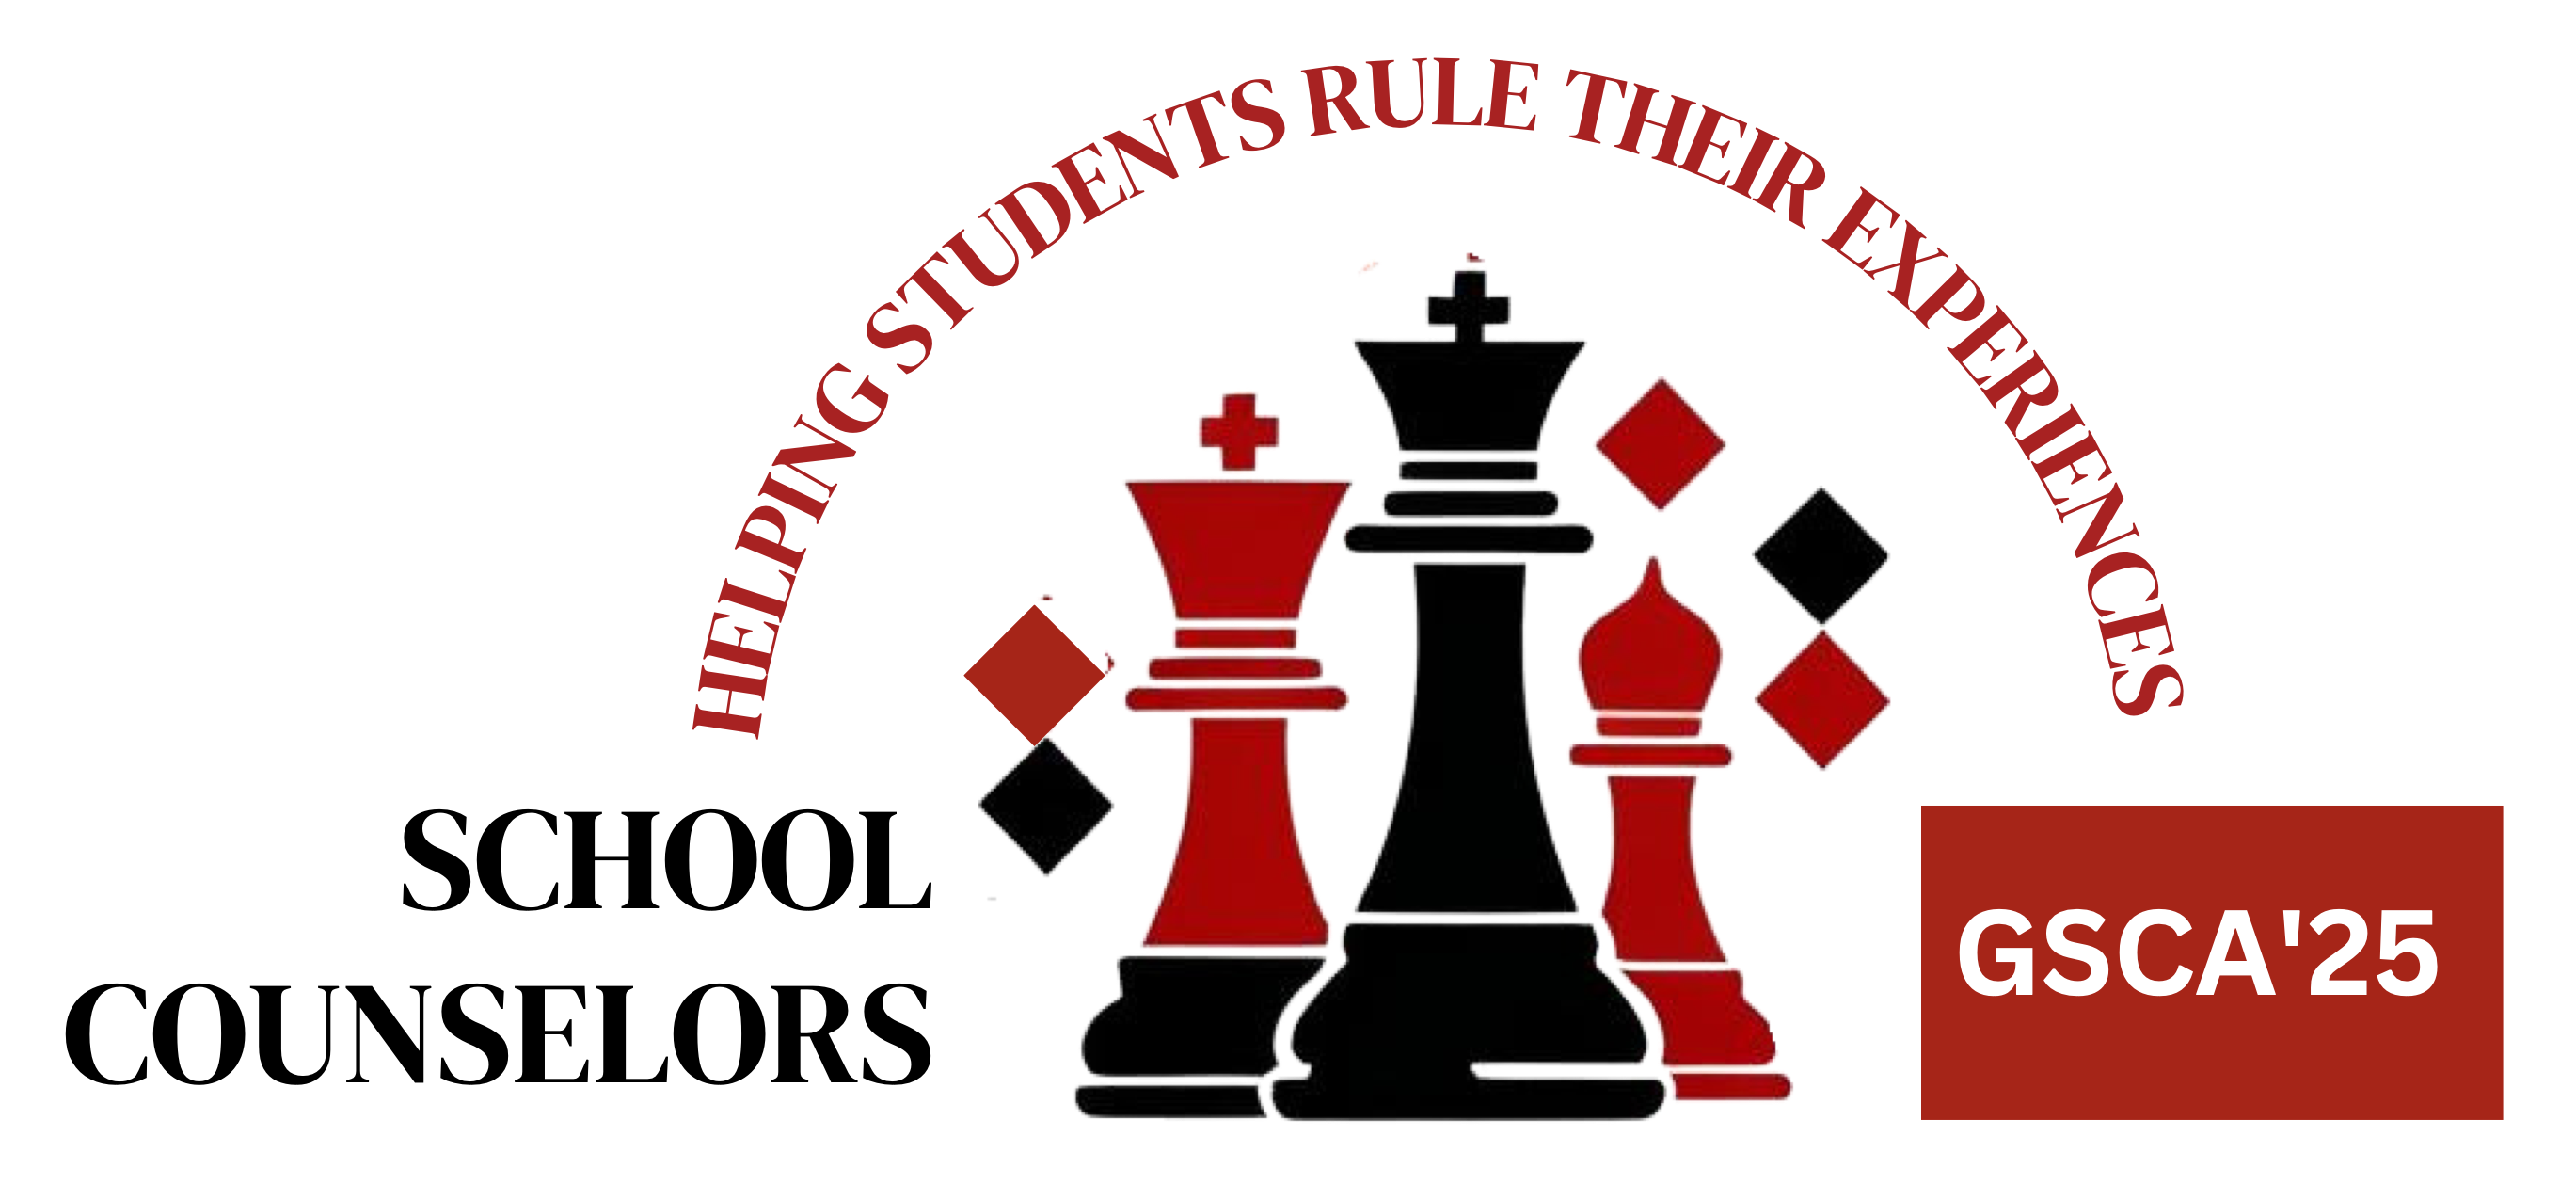 HELPING STUDENTS RULE THEIR EXPERIENCES
SCHOOL
COUNSELORS
GSCA'25